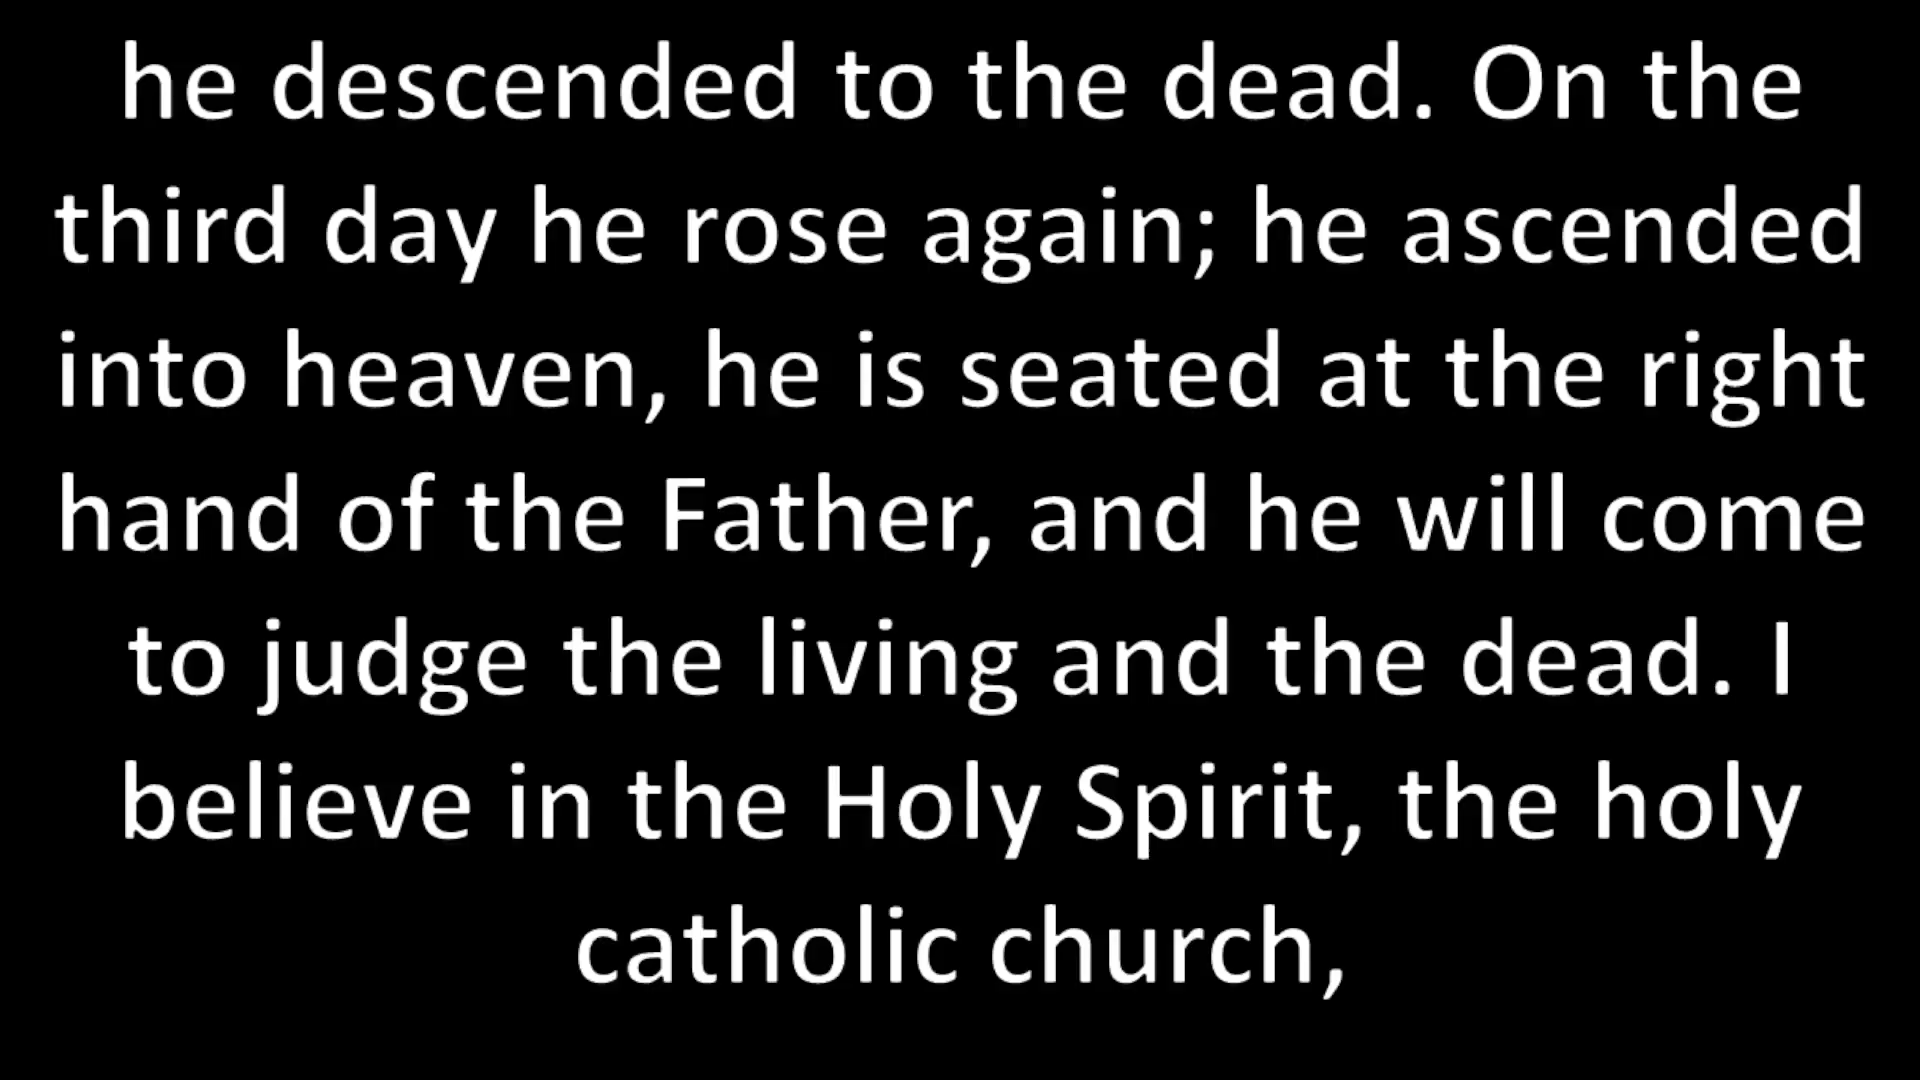 he descended to the dead. On the
third day he rose again; he ascended
into heaven, he is seated at the right
hand of the Father, and he will come
to judge the living and the dead. I
believe in the Holy Spirit, the holy
catholic church,